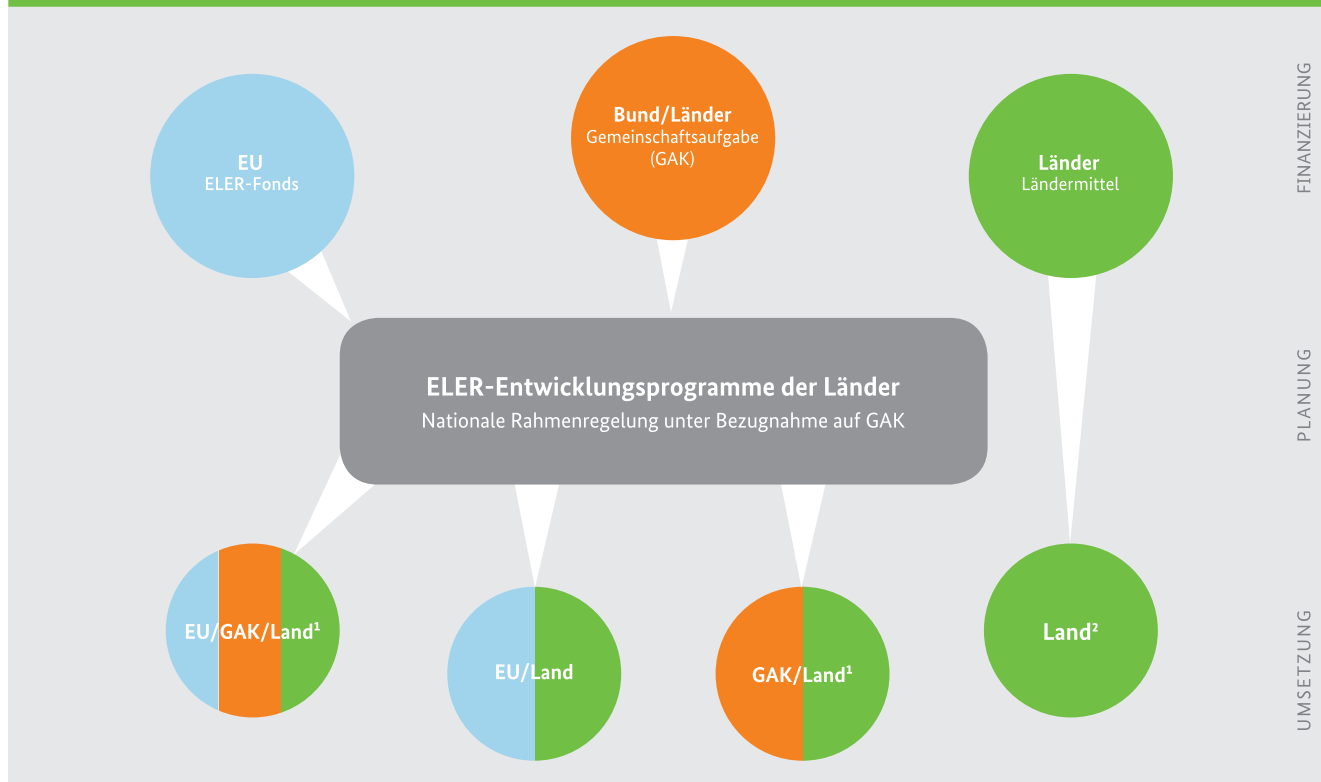 EU
ELER-Fonds
Bund/Länder
Gemeinschaftsaufgabe
(GAK)
Länder
Ländermittel
FINANZIERUNG
ELER-Entwicklungsprogramme der Länder
Nationale Rahmenregelung unter Bezugnahme auf GAK
PLANUNG
EU/GAK/Land¹
EU/Land
GAK/Land¹
Land²
UMSETZUNG